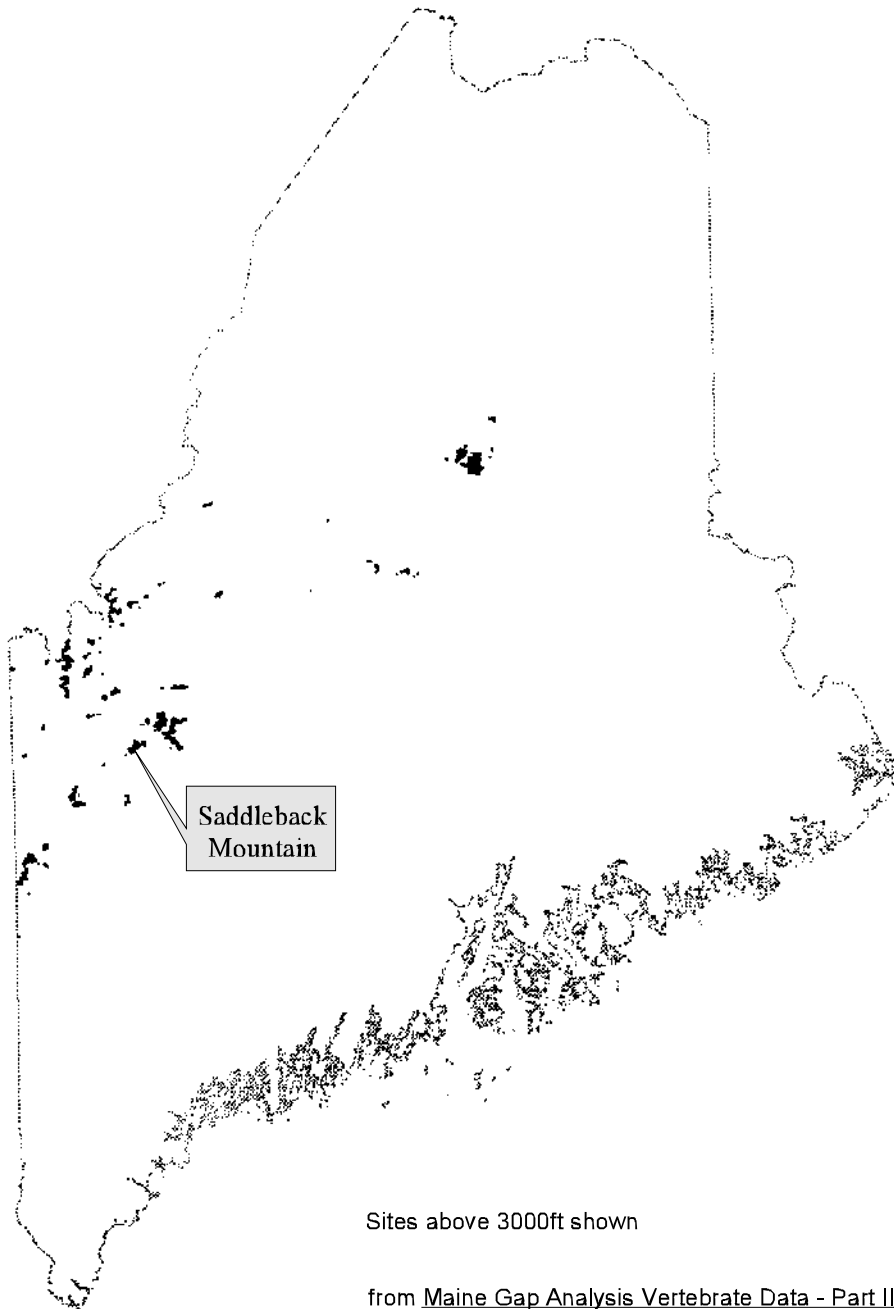 Saddleback
Mountain
Sites above 3000ft shown
from Maine Gap Analysis Vertebrate Data - Part II